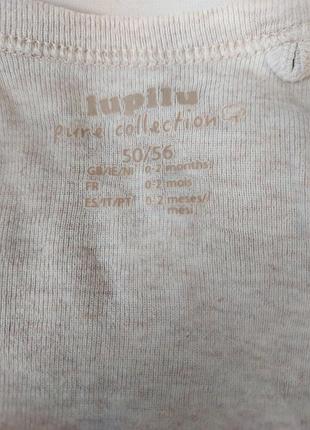 lupilu
pure collection
50/56
GB/IE/NI 0-2 months
FR 0-2 mois
ES/IT/PT 0-2 meses/
mesi